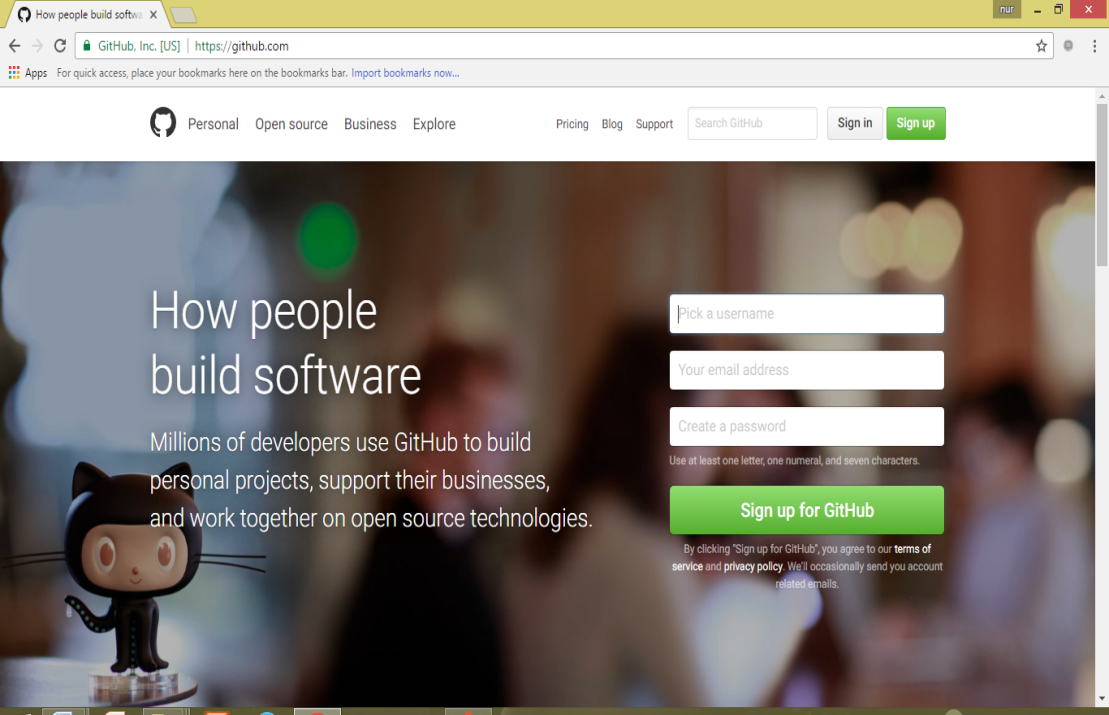 How people build softwa
nur
GitHub, Inc. [US] https://github.com
Apps For quick access, place your bookmarks here on the bookmarks bar. Import bookmarks now...
Personal Open source Business Explore Pricing Blog Support Search GitHub Sign in Sign up
How people
build software
Millions of developers use GitHub to build
personal projects, support their businesses,
and work together on open source technologies.
Pick a username
Your email address
Create a password
Use at least one letter, one numeral, and seven characters.
Sign up for GitHub
By clicking "Sign up for GitHub", you agree to our terms of
service and privacy policy. We'll occasionally send you account
related emails.